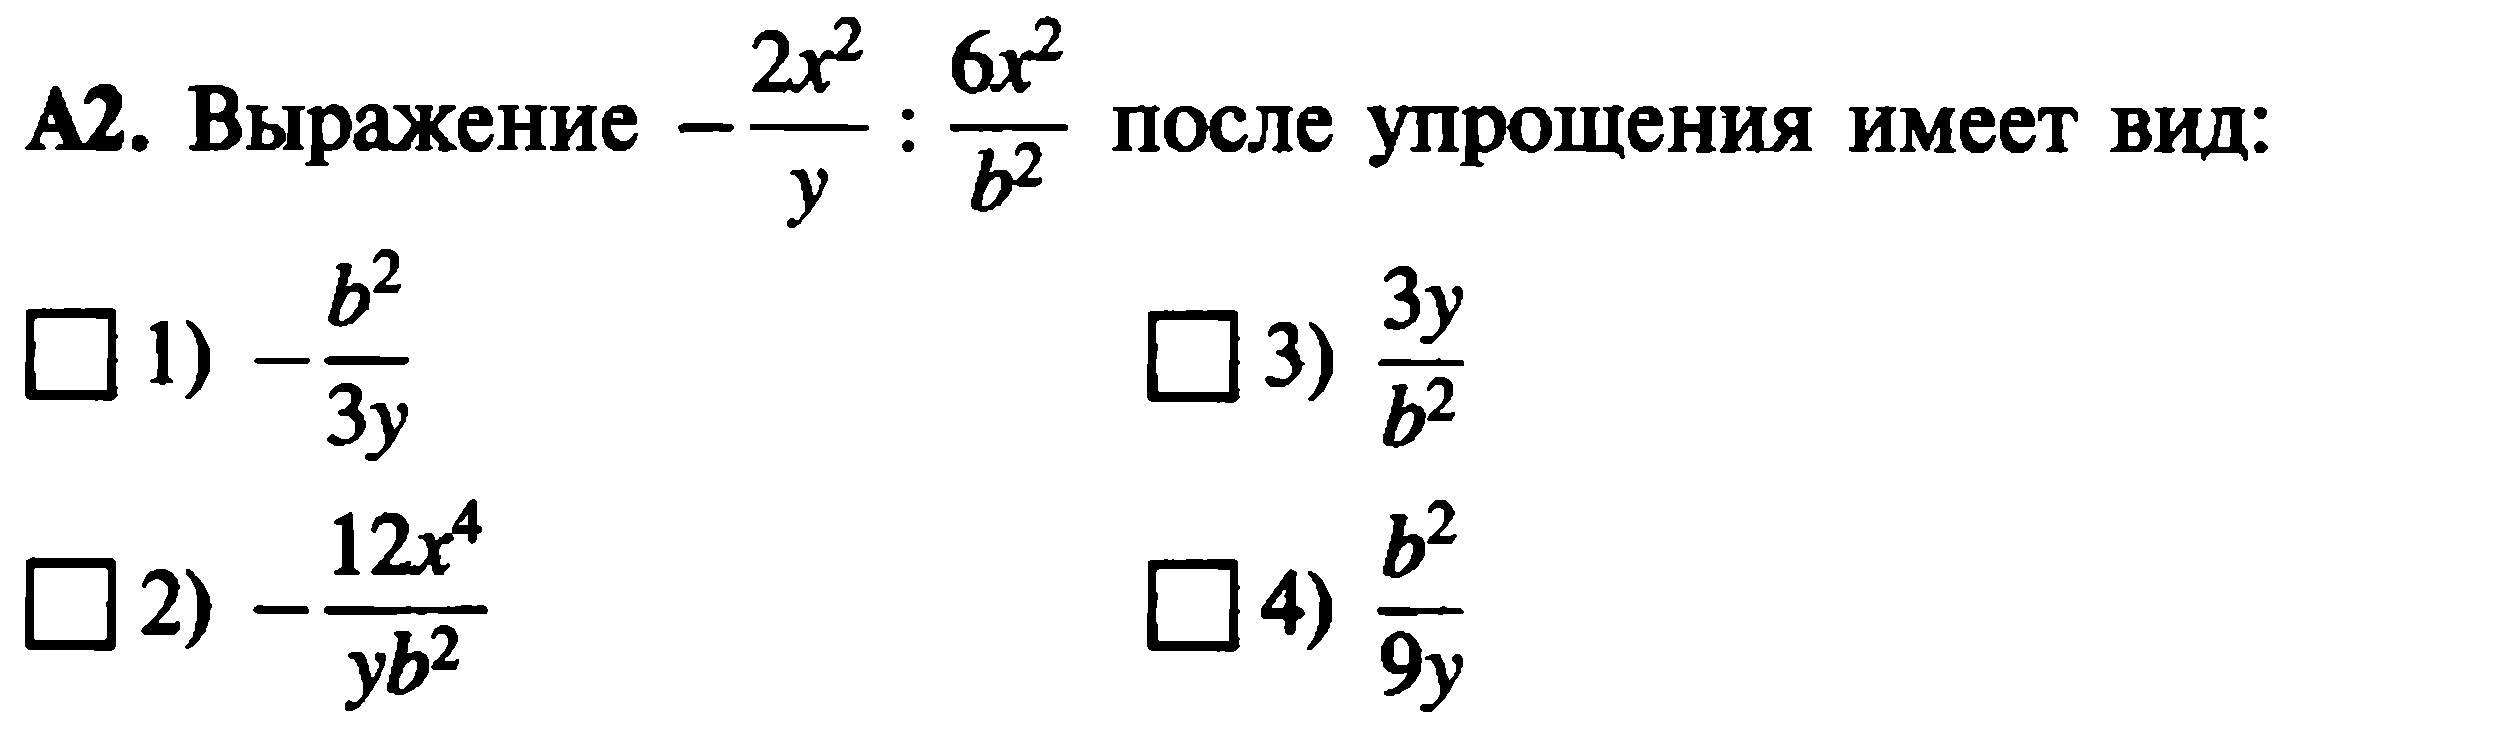 А2. Выражение −2x²/y : 6x²/b² после упрощения имеет вид:
1) −b²/3y
3) 3y/b²
2) −12x⁴/yb²
4) b²/9y